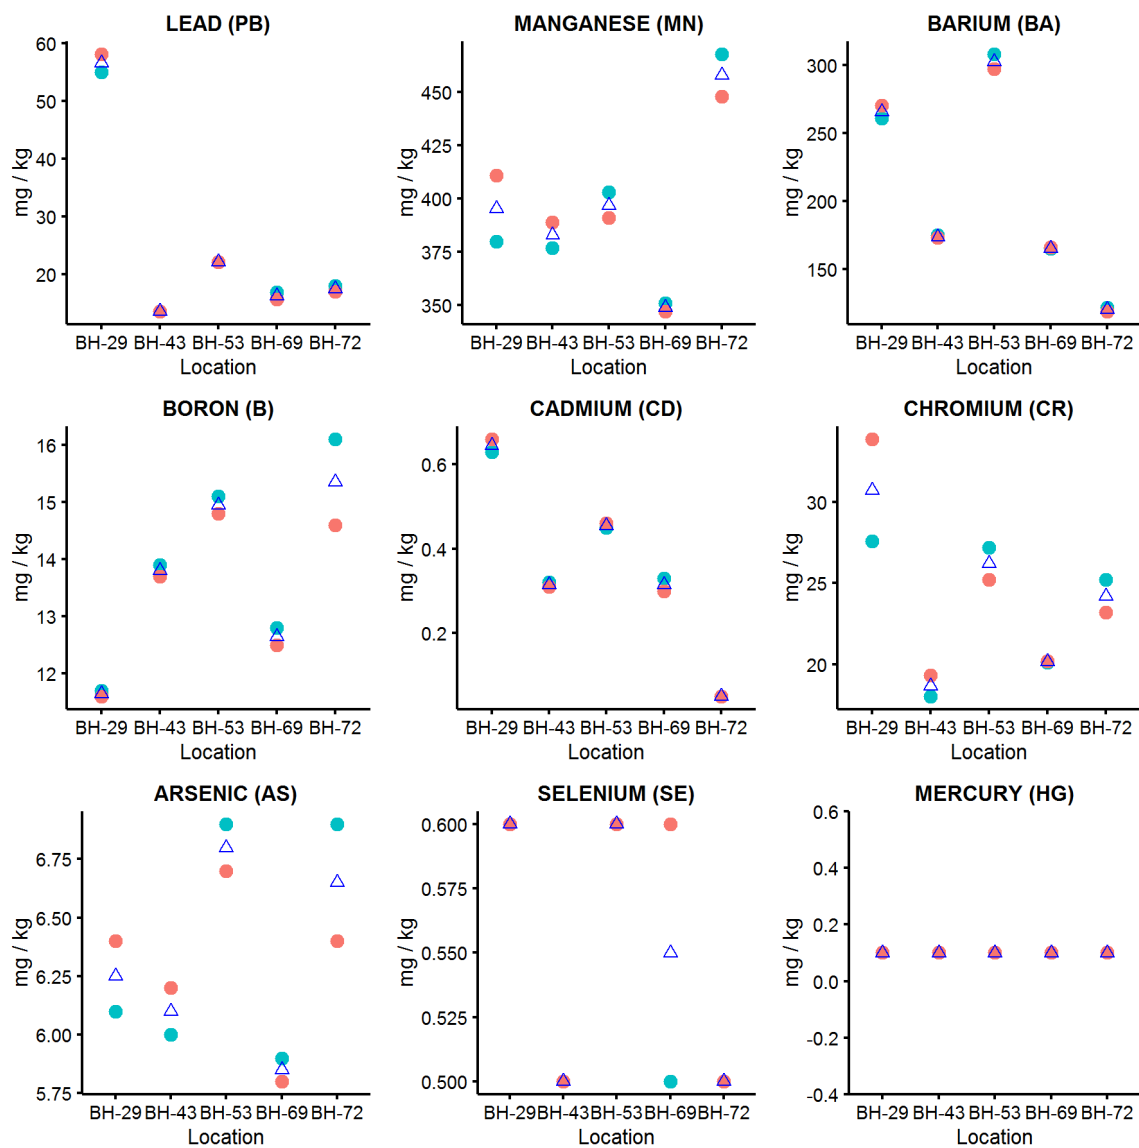 LEAD (PB) MANGANESE (MN) BARIUM (BA)
60
50
40
30
20
mg / kg
BH-29 BH-43 BH-53 BH-69 BH-72
Location
450
425
400
375
350
mg / kg
BH-29 BH-43 BH-53 BH-69 BH-72
Location
300
250
200
150
mg / kg
BH-29 BH-43 BH-53 BH-69 BH-72
Location
BORON (B) CADMIUM (CD) CHROMIUM (CR)
16
15
14
13
12
mg / kg
BH-29 BH-43 BH-53 BH-69 BH-72
Location
0.6
0.4
0.2
mg / kg
BH-29 BH-43 BH-53 BH-69 BH-72
Location
30
25
20
mg / kg
BH-29 BH-43 BH-53 BH-69 BH-72
Location
ARSENIC (AS) SELENIUM (SE) MERCURY (HG)
6.75
6.50
6.25
6.00
5.75
mg / kg
BH-29 BH-43 BH-53 BH-69 BH-72
Location
0.600
0.575
0.550
0.525
0.500
mg / kg
BH-29 BH-43 BH-53 BH-69 BH-72
Location
0.6
0.4
0.2
0.0
-0.2
-0.4
mg / kg
BH-29 BH-43 BH-53 BH-69 BH-72
Location